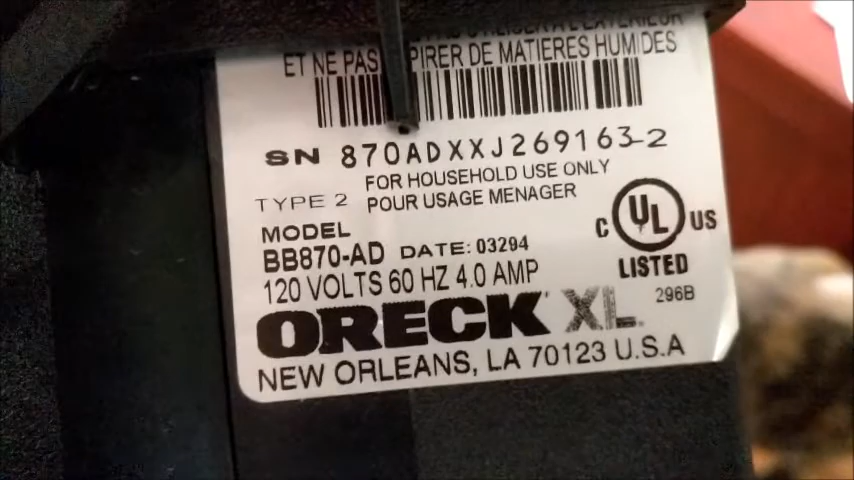 ET NE PAS PIRER DE MATIÈRES HUMIDES
SN 870ADXXJ269163-2
FOR HOUSEHOLD USE ONLY
TYPE 2 POUR USAGE MENAGER
MODEL
BB870-AD DATE: 03294
120 VOLTS 60 HZ 4.0 AMP
C UL US
LISTED
296B
ORECK XL
NEW ORLEANS, LA 70123 U.S.A